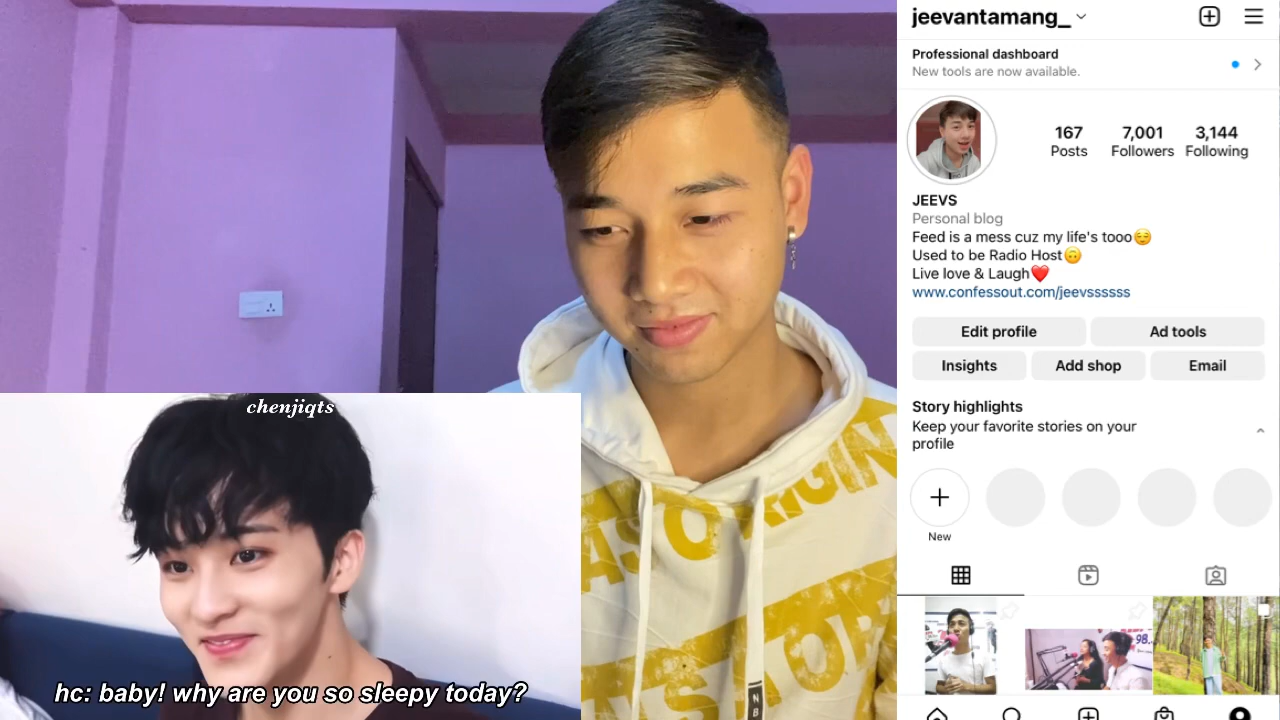 jeevantamang_
Professional dashboard
New tools are now available.
167
7,001
3,144
Posts
Followers
Following
JEEVS
Personal blog
Feed is a mess cuz my life's tooo😌
Used to be Radio Host🙃
Live love & Laugh❤️
www.confessout.com/jeevssssss
Edit profile
Ad tools
Insights
Add shop
Email
Story highlights
Keep your favorite stories on your
profile
New
98.
chenjiqts
hc: baby! why are you so sleepy today?
N
B